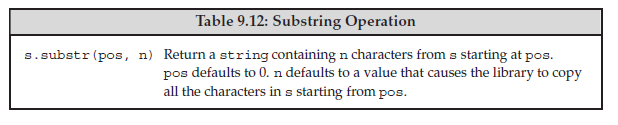 Table 9.12: Substring Operation
s.substr(pos, n) Return a string containing n characters from s starting at pos.
pos defaults to 0. n defaults to a value that causes the library to copy
all the characters in s starting from pos.